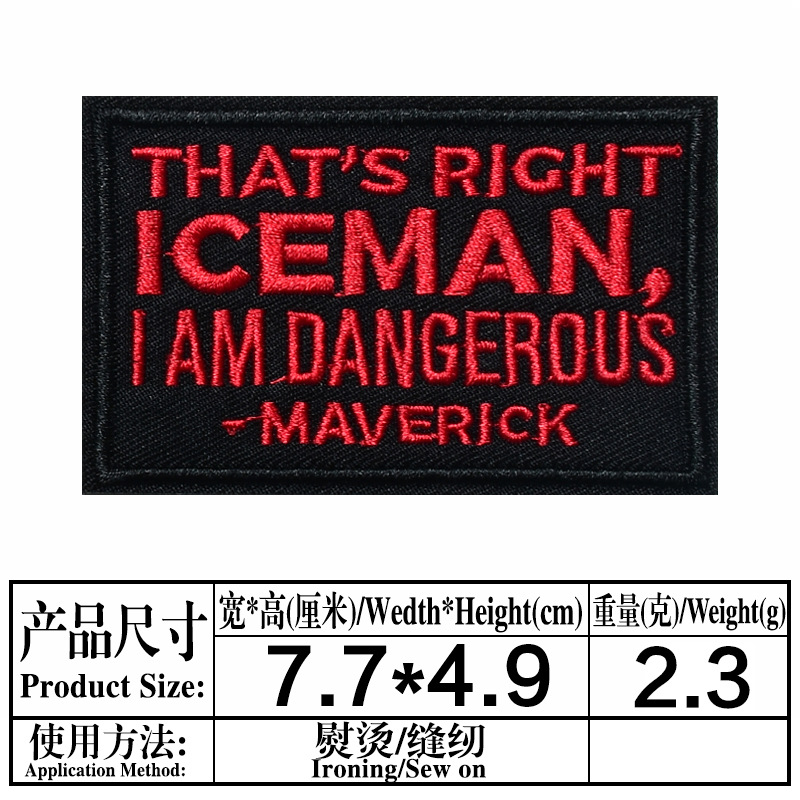 THAT'S RIGHT
ICEMAN,
I AM DANGEROUS
-MAVERICK
产品尺寸
Product Size:
宽*高(厘米)/Wedth*Height(cm)
重量(克)/Weight(g)
7.7*4.9
2.3
使用方法:
Application Method:
熨烫/缝纫
Ironing/Sew on